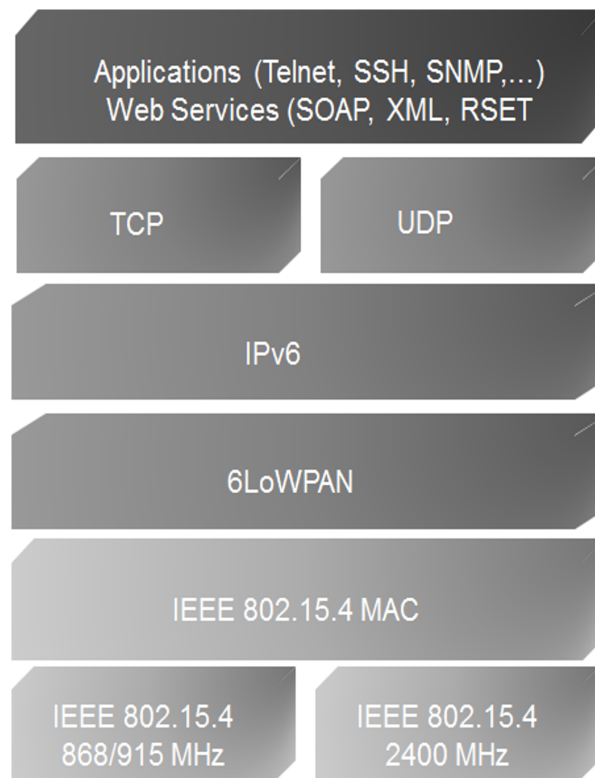 Applications (Telnet, SSH, SNMP,...)
Web Services (SOAP, XML, RSET
TCP
UDP
IPv6
6LoWPAN
IEEE 802.15.4 MAC
IEEE 802.15.4
868/915 MHz
IEEE 802.15.4
2400 MHz